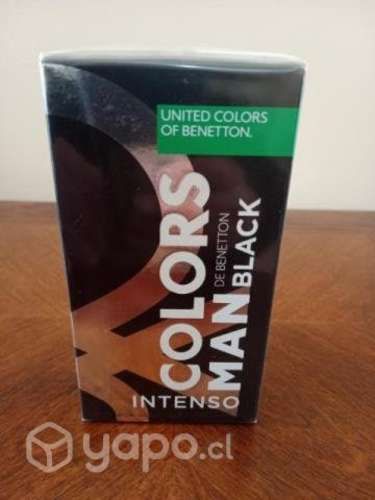 UNITED COLORS
OF BENETTON.
COLORS
DE BENETTON
MAN BLACK
INTENSO
yapo.cl